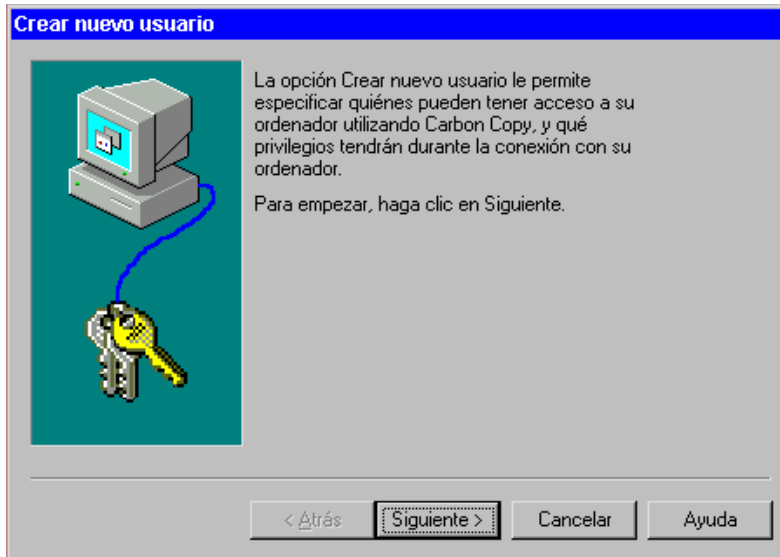 Crear nuevo usuario
La opción Crear nuevo usuario le permite
especificar quiénes pueden tener acceso a su
ordenador utilizando Carbon Copy, y qué
privilegios tendrán durante la conexión con su
ordenador.
Para empezar, haga clic en Siguiente.
< Atrás
Siguiente >
Cancelar
Ayuda